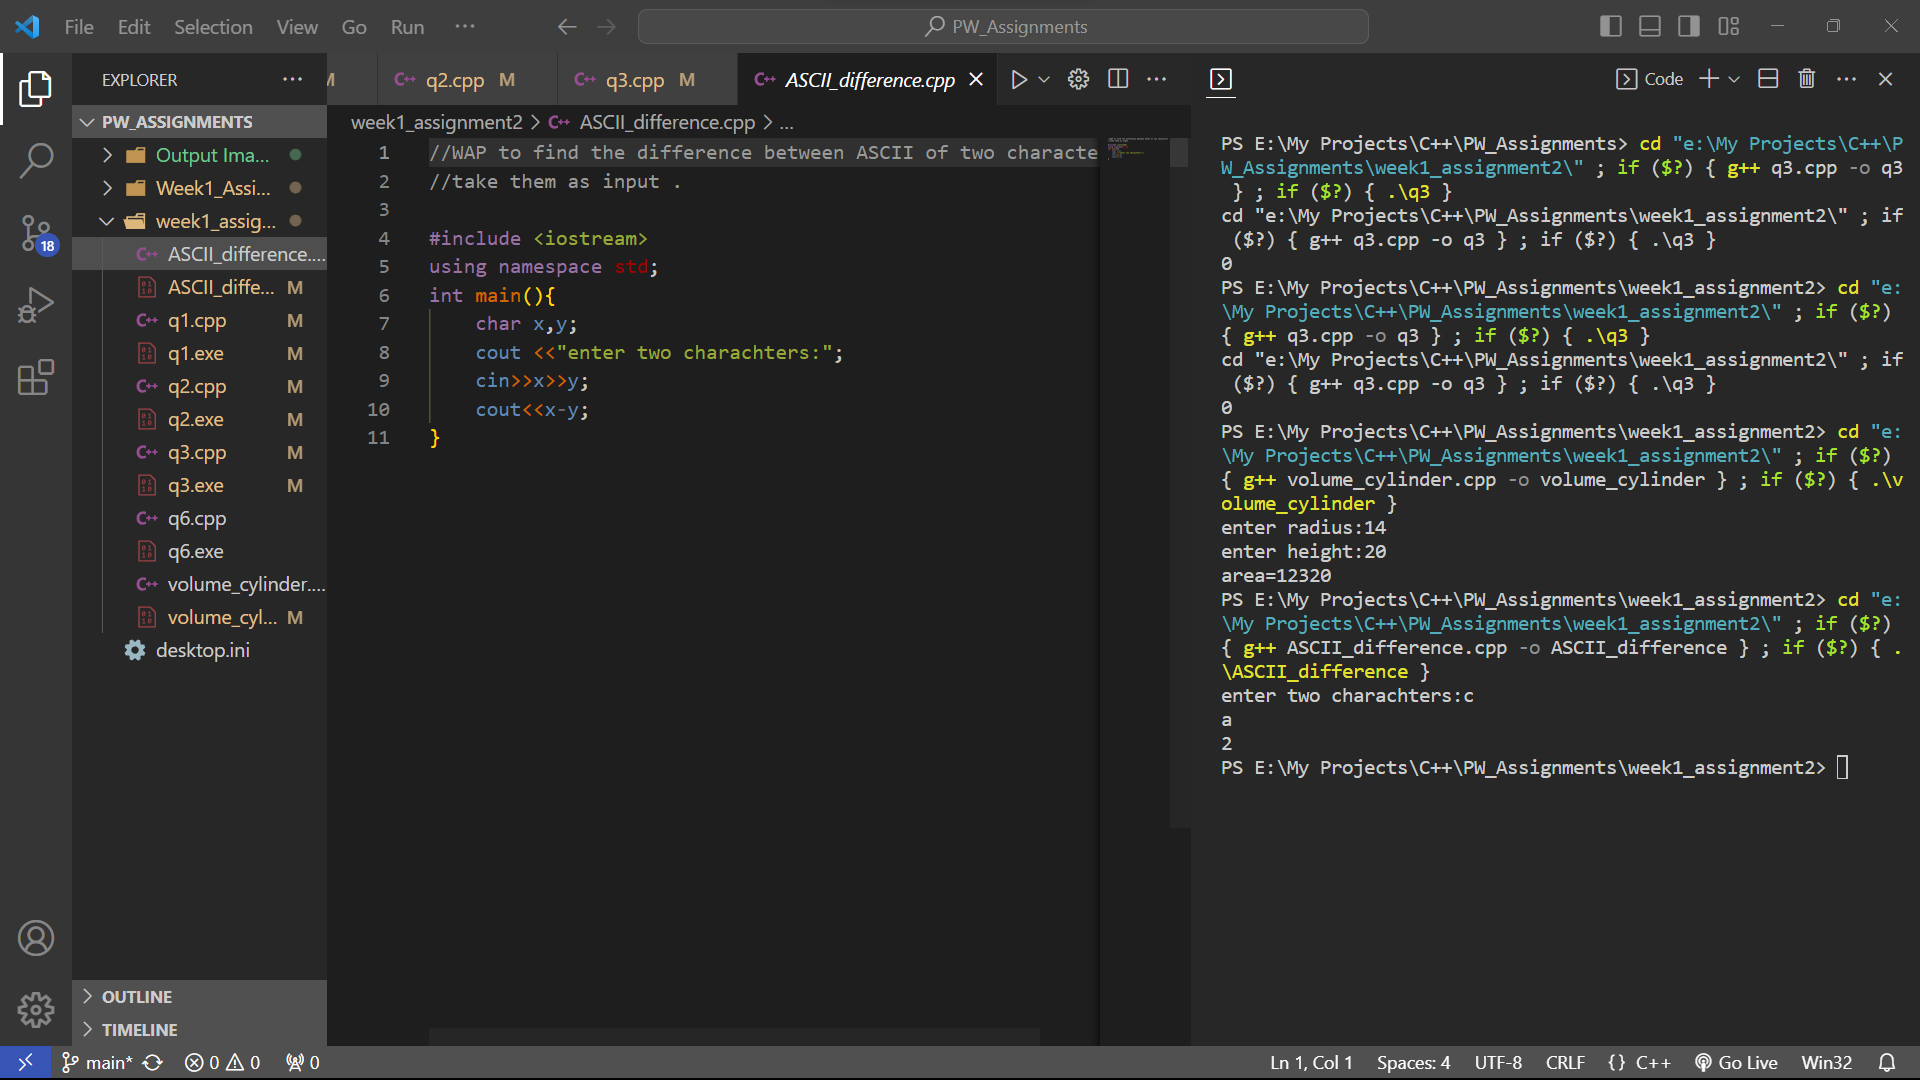 File Edit Selection View Go Run ··· PW_Assignments
EXPLORER ···
PW_ASSIGNMENTS
Output Ima...
Week1_Assi...
week1_assig...
ASCII_difference....
ASCII_diffe... M
q1.cpp M
q1.exe M
q2.cpp M
q2.exe M
q3.cpp M
q3.exe M
q6.cpp
q6.exe
volume_cylinder....
volume_cyl... M
desktop.ini
OUTLINE
TIMELINE
18
M q2.cpp M q3.cpp M ASCII_difference.cpp
week1_assignment2 > ASCII_difference.cpp > ...
1 //WAP to find the difference between ASCII of two characte
2 //take them as input .
3
4 #include <iostream>
5 using namespace std;
6 int main(){
7 char x,y;
8 cout <<"enter two charachters:";
9 cin>>x>>y;
10 cout<<x-y;
11 }
Code
PS E:\My Projects\C++\PW_Assignments> cd "e:\My Projects\C++\P
W_Assignments\week1_assignment2\" ; if ($?) { g++ q3.cpp -o q3
} ; if ($?) { .\q3 }
cd "e:\My Projects\C++\PW_Assignments\week1_assignment2\" ; if
($?) { g++ q3.cpp -o q3 } ; if ($?) { .\q3 }
0
PS E:\My Projects\C++\PW_Assignments\week1_assignment2> cd "e:
\My Projects\C++\PW_Assignments\week1_assignment2\" ; if ($?)
{ g++ q3.cpp -o q3 } ; if ($?) { .\q3 }
cd "e:\My Projects\C++\PW_Assignments\week1_assignment2\" ; if
($?) { g++ q3.cpp -o q3 } ; if ($?) { .\q3 }
0
PS E:\My Projects\C++\PW_Assignments\week1_assignment2> cd "e:
\My Projects\C++\PW_Assignments\week1_assignment2\" ; if ($?)
{ g++ volume_cylinder.cpp -o volume_cylinder } ; if ($?) { .\v
olume_cylinder }
enter radius:14
enter height:20
area=12320
PS E:\My Projects\C++\PW_Assignments\week1_assignment2> cd "e:
\My Projects\C++\PW_Assignments\week1_assignment2\" ; if ($?)
{ g++ ASCII_difference.cpp -o ASCII_difference } ; if ($?) { .
\ASCII_difference }
enter two charachters:c
a
2
PS E:\My Projects\C++\PW_Assignments\week1_assignment2>
main* 0 0 0 Ln 1, Col 1 Spaces: 4 UTF-8 CRLF {} C++ Go Live Win32